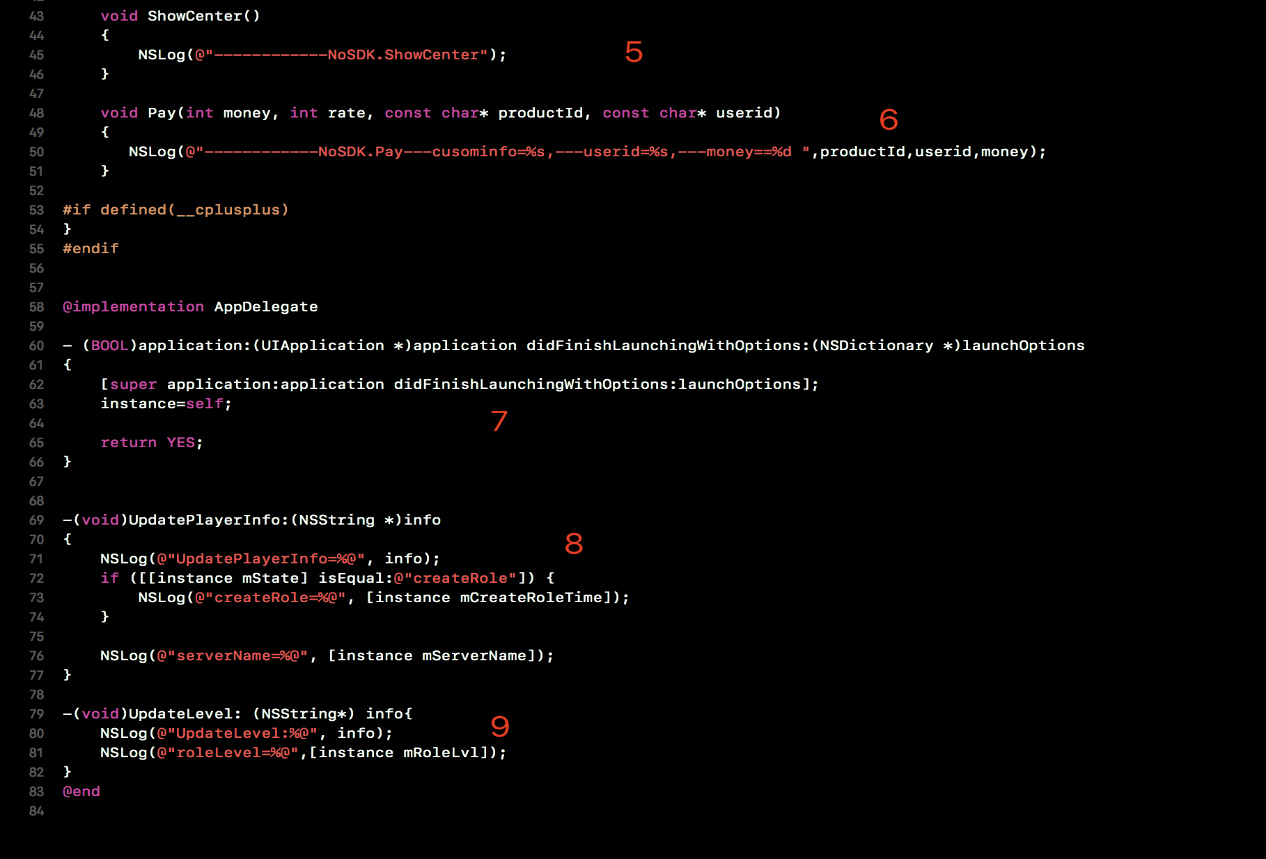 43 void ShowCenter()
44 {
45 NSLog(@"------------NoSDK.ShowCenter"); 5
46 }
47
48 void Pay(int money, int rate, const char* productId, const char* userid) 6
49 {
50 NSLog(@"------------NoSDK.Pay---cusominfo=%s,---userid=%s,---money==%d ",productId,userid,money);
51 }
52
53 #if defined(__cplusplus)
54 }
55 #endif
56
57
58 @implementation AppDelegate
59
60 - (BOOL)application:(UIApplication *)application didFinishLaunchingWithOptions:(NSDictionary *)launchOptions
61 {
62 [super application:application didFinishLaunchingWithOptions:launchOptions];
63 instance=self;
64 7
65 return YES;
66 }
67
68
69 -(void)UpdatePlayerInfo:(NSString *)info
70 { 8
71 NSLog(@"UpdatePlayerInfo=%@", info);
72 if ([[instance mState] isEqual:@"createRole"]) {
73 NSLog(@"createRole=%@", [instance mCreateRoleTime]);
74 }
75
76 NSLog(@"serverName=%@", [instance mServerName]);
77 }
78
79 -(void)UpdateLevel: (NSString*) info{
80 NSLog(@"UpdateLevel:%@", info); 9
81 NSLog(@"roleLevel=%@",[instance mRoleLvl]);
82 }
83 @end
84